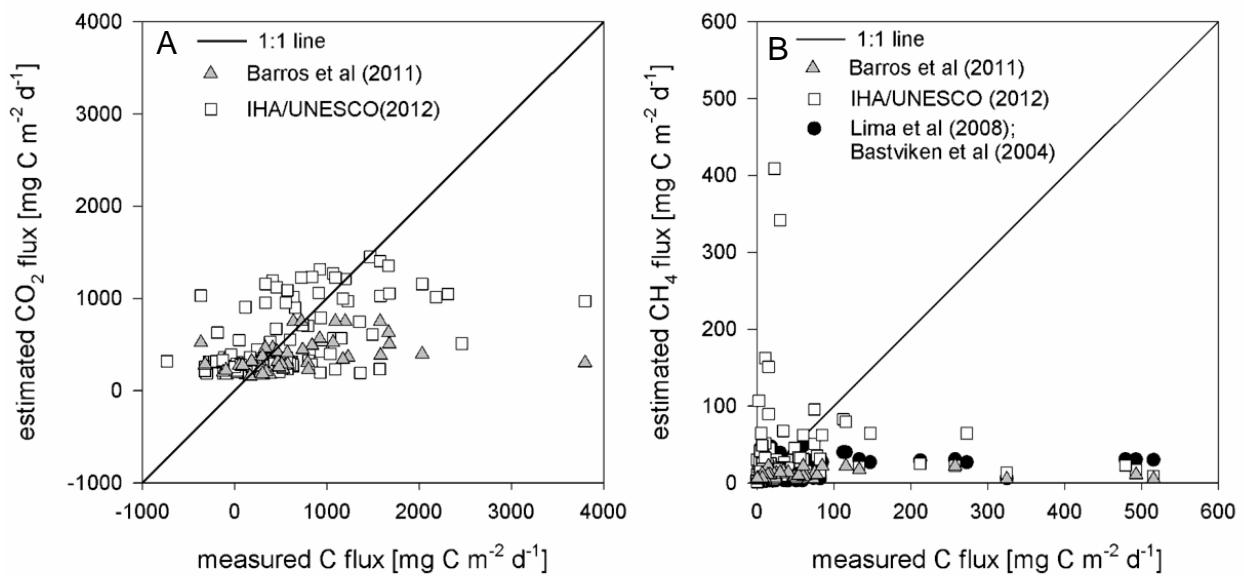 A
1:1 line
Barros et al (2011)
IHA/UNESCO(2012)
4000
3000
2000
1000
0
-1000
-1000
0
1000
2000
3000
4000
estimated CO₂ flux [mg C m⁻² d⁻¹]
measured C flux [mg C m⁻² d⁻¹]
B
1:1 line
Barros et al (2011)
IHA/UNESCO (2012)
Lima et al (2008);
Bastviken et al (2004)
600
500
400
300
200
100
0
0
100
200
300
400
500
600
estimated CH₄ flux [mg C m⁻² d⁻¹]
measured C flux [mg C m⁻² d⁻¹]